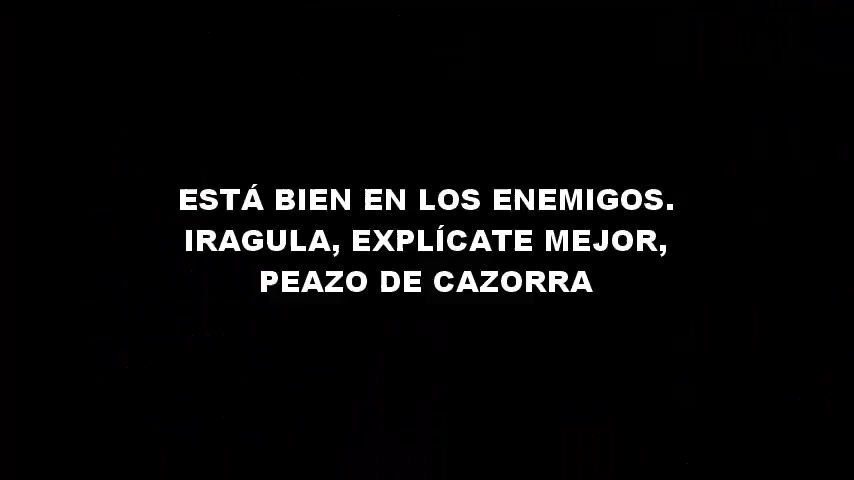 ESTÁ BIEN EN LOS ENEMIGOS.
IRAGULA, EXPLÍCATE MEJOR,
PEAZO DE CAZORRA